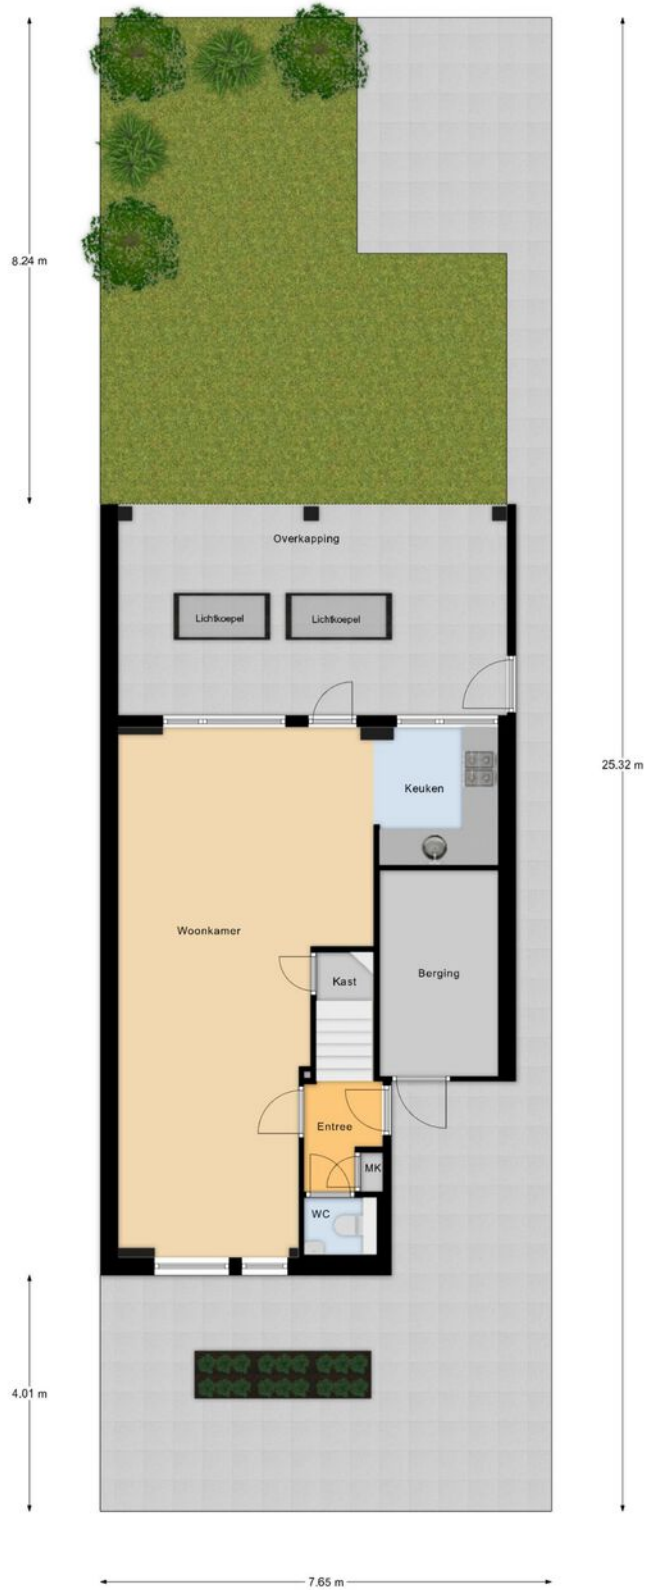 8.24 m
Overkapping
Lichtkoepel
Lichtkoepel
25.32 m
Keuken
Woonkamer
Berging
Kast
Entree
MK
WC
4.01 m
7.65 m